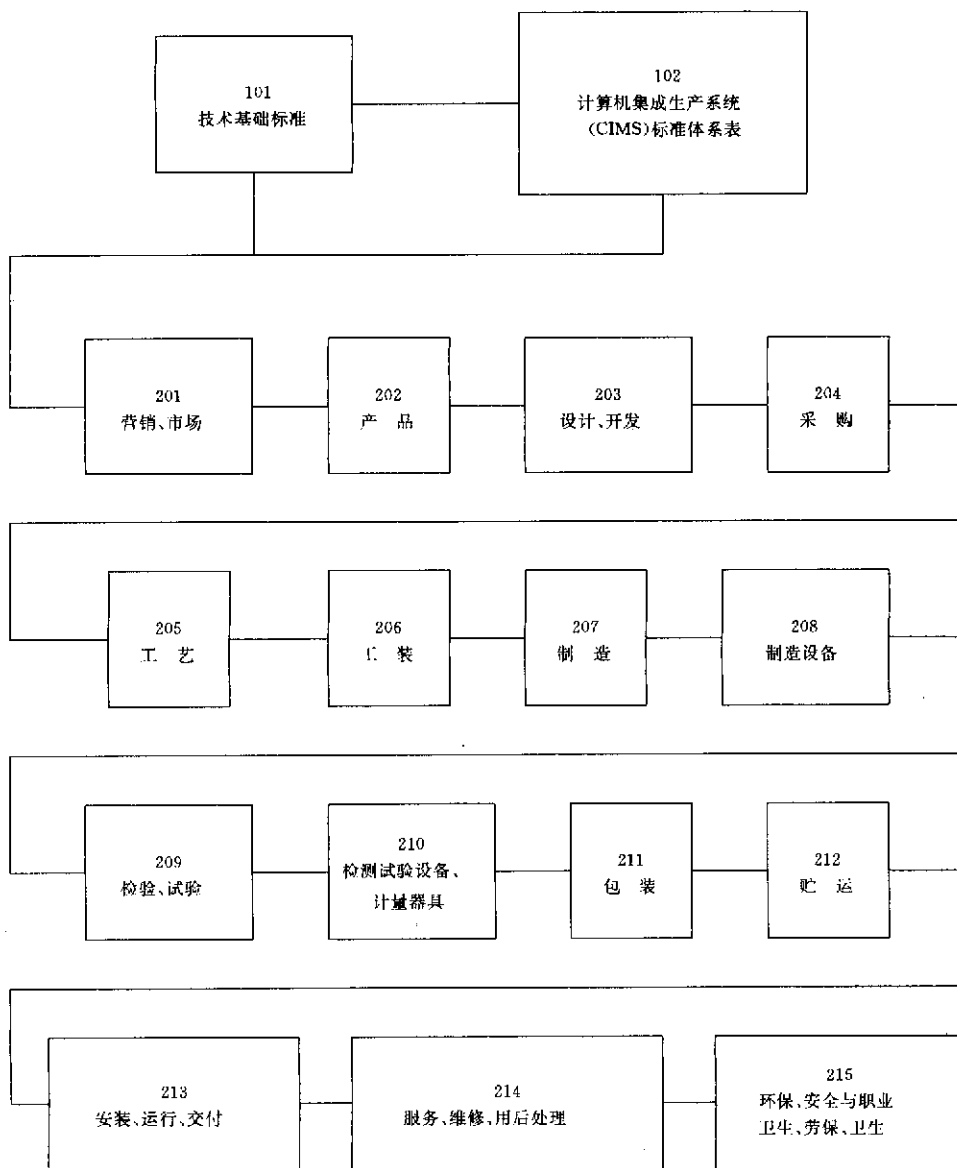 101
技术基础标准
102
计算机集成生产系统
(CIMS)标准体系表
201
营销、市场
202
产 品
203
设计、开发
204
采 购
205
工 艺
206
工 装
207
制 造
208
制造设备
209
检验、试验
210
检测试验设备、
计量器具
211
包 装
212
贮 运
213
安装、运行、交付
214
服务、维修、用后处理
215
环保、安全与职业
卫生、劳保、卫生